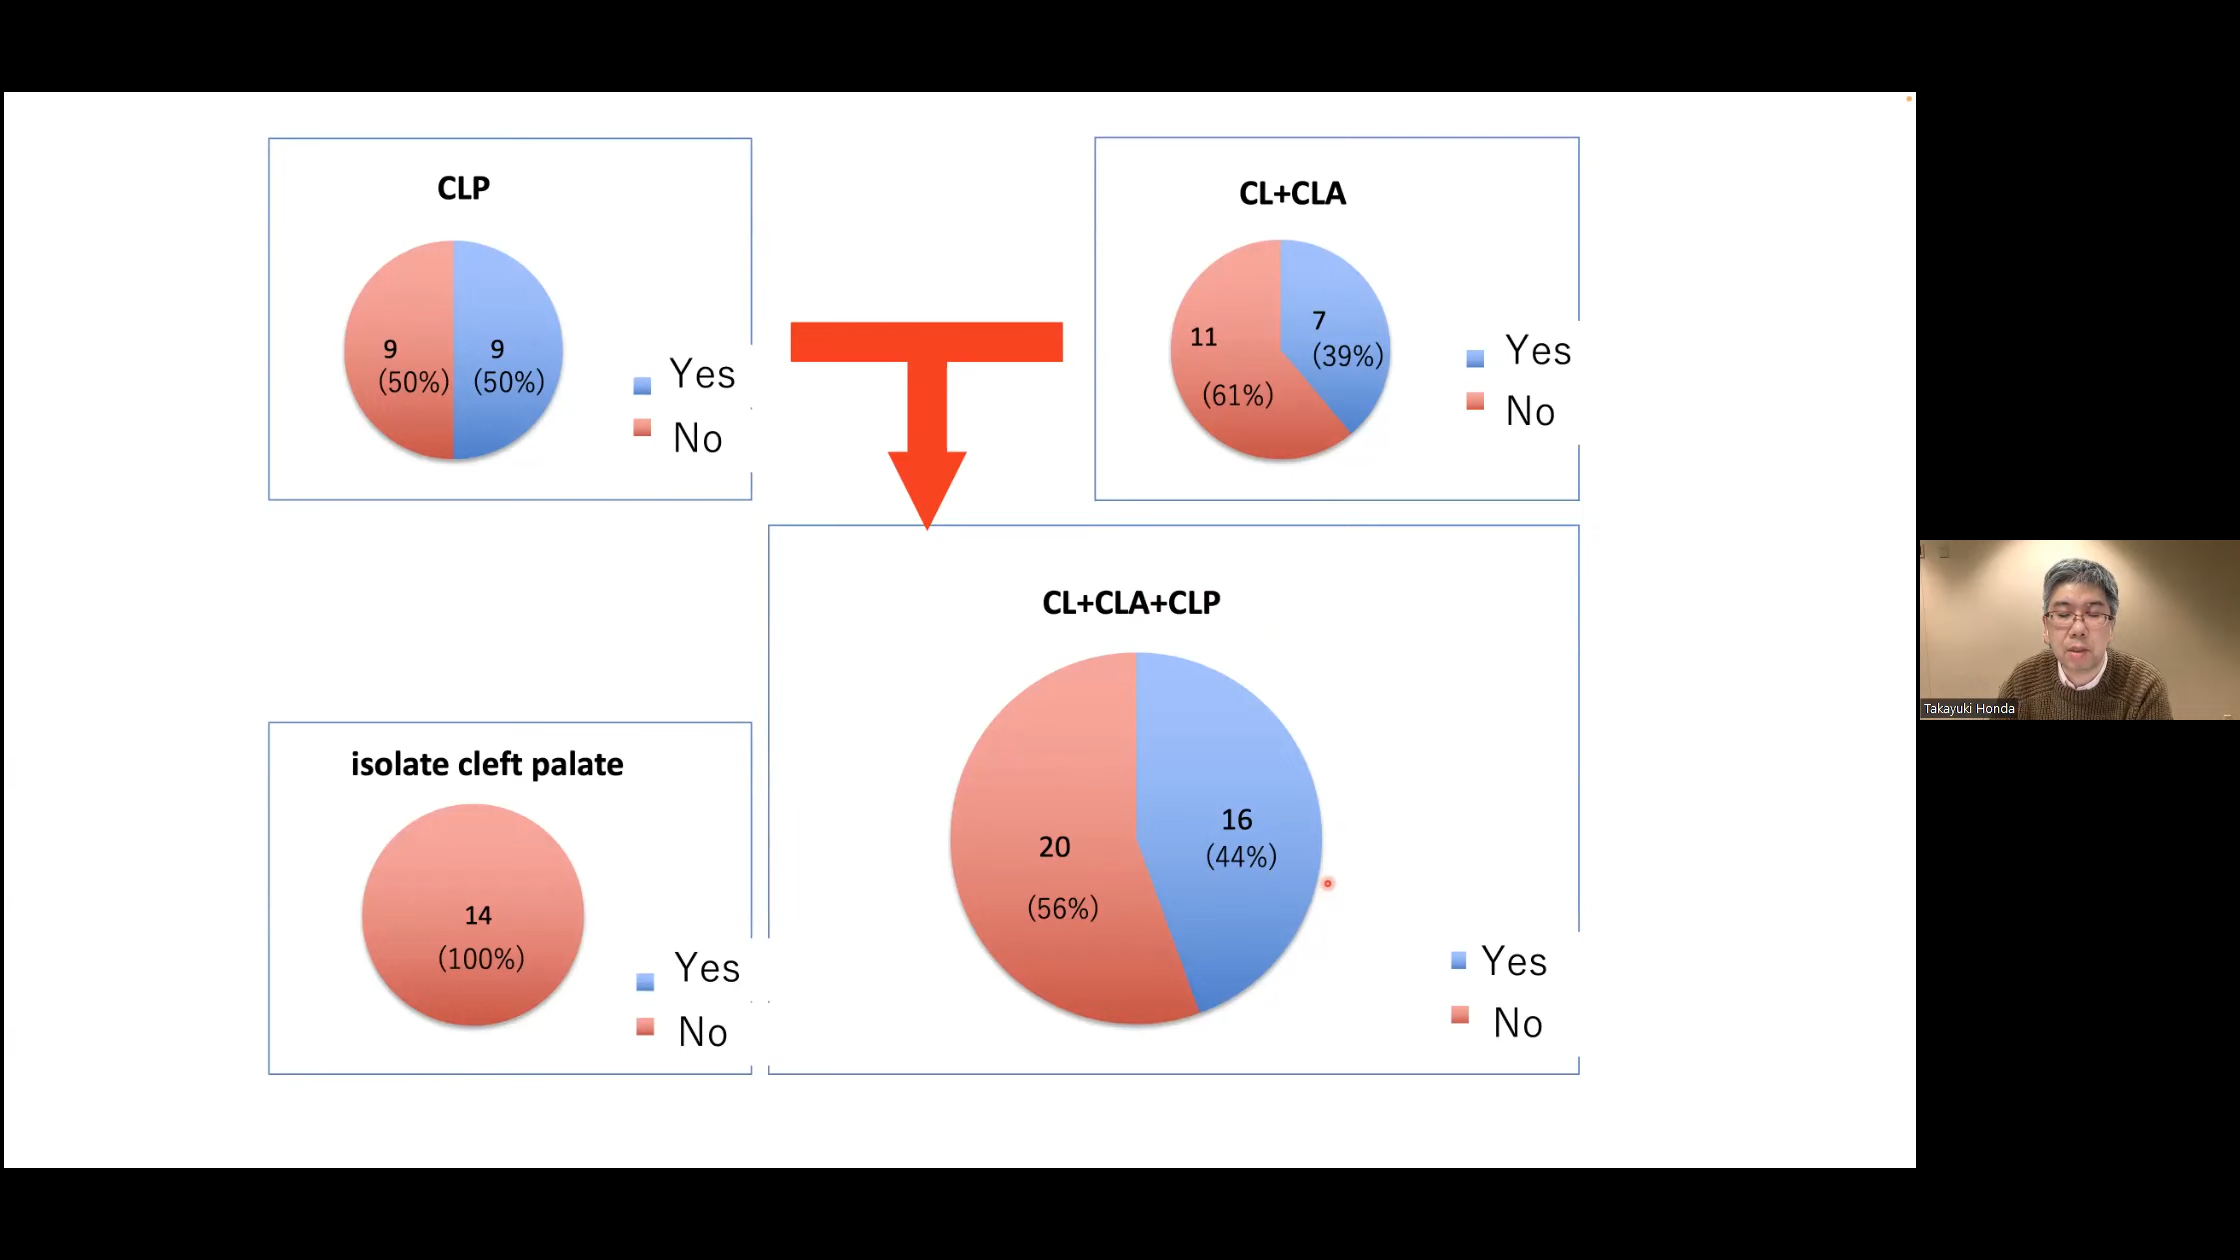 CLP
9
(50%)
9
(50%)
Yes
No
CL+CLA
11
(61%)
7
(39%)
Yes
No
isolate cleft palate
14
(100%)
Yes
No
CL+CLA+CLP
20
(56%)
16
(44%)
Yes
No
Takayuki Honda